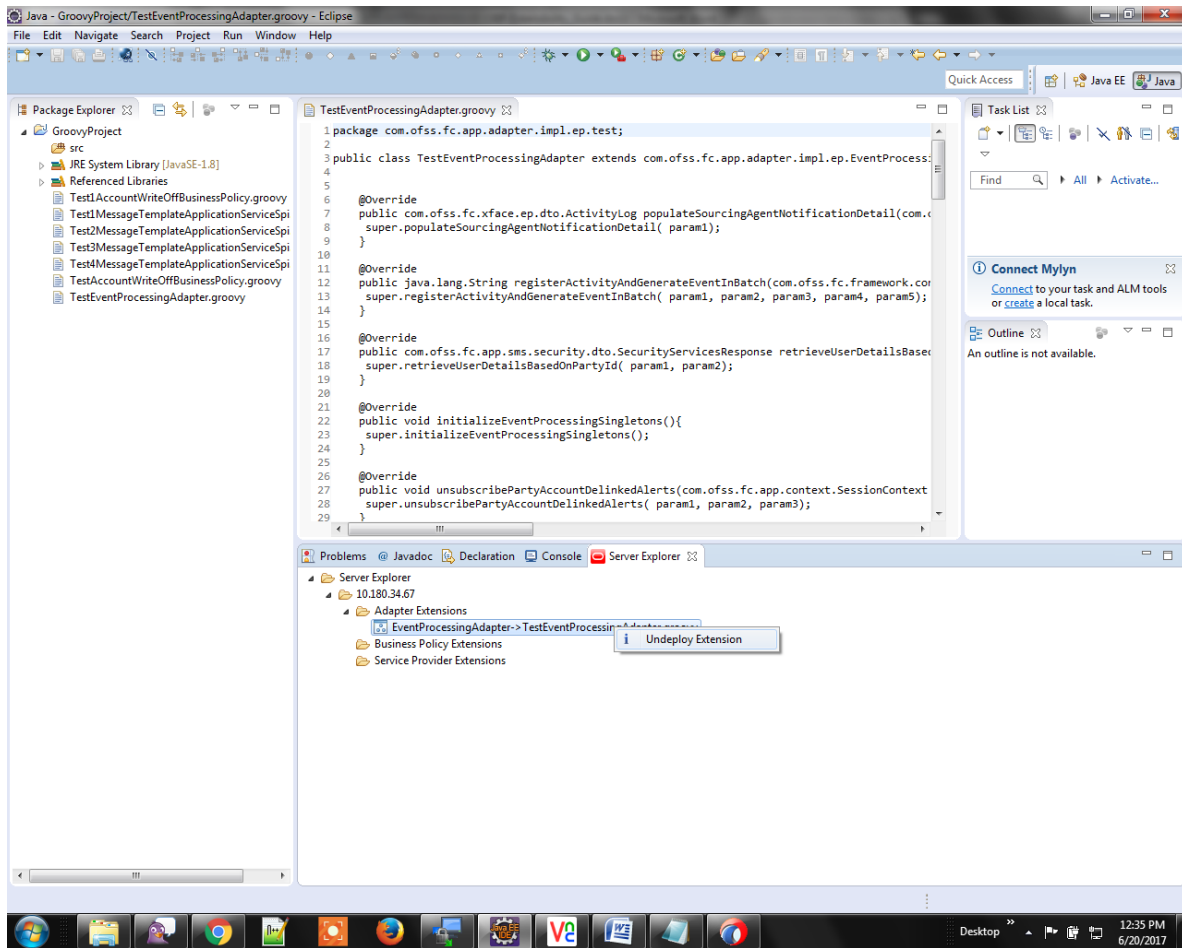 Java - GroovyProject/TestEventProcessingAdapter.groovy - Eclipse
File Edit Navigate Search Project Run Window Help
Quick Access
Java EE
Java
Package Explorer
GroovyProject
src
JRE System Library [JavaSE-1.8]
Referenced Libraries
Test1AccountWriteOffBusinessPolicy.groovy
Test1MessageTemplateApplicationServiceSpi
Test2MessageTemplateApplicationServiceSpi
Test3MessageTemplateApplicationServiceSpi
Test4MessageTemplateApplicationServiceSpi
TestAccountWriteOffBusinessPolicy.groovy
TestEventProcessingAdapter.groovy
TestEventProcessingAdapter.groovy
1 package com.ofss.fc.app.adapter.impl.ep.test;
2
3 public class TestEventProcessingAdapter extends com.ofss.fc.app.adapter.impl.ep.EventProcess
4
5
6 @Override
7 public com.ofss.fc.xface.ep.dto.ActivityLog populateSourcingAgentNotificationDetail(com.
8 super.populateSourcingAgentNotificationDetail( param1);
9 }
10
11 @Override
12 public java.lang.String registerActivityAndGenerateEventInBatch(com.ofss.fc.framework.co
13 super.registerActivityAndGenerateEventInBatch( param1, param2, param3, param4, param5);
14 }
15
16 @Override
17 public com.ofss.fc.app.sms.security.dto.SecurityServicesResponse retrieveUserDetailsBase
18 super.retrieveUserDetailsBasedOnPartyId( param1, param2);
19 }
20
21 @Override
22 public void initializeEventProcessingSingletons(){
23 super.initializeEventProcessingSingletons();
24 }
25
26 @Override
27 public void unsubscribePartyAccountDelinkedAlerts(com.ofss.fc.app.context.SessionContext
28 super.unsubscribePartyAccountDelinkedAlerts( param1, param2, param3);
29 }
Task List
Find
All
Activate...
Connect Mylyn
Connect to your task and ALM tools
or create a local task.
Outline
An outline is not available.
Problems @ Javadoc Declaration Console Server Explorer
Server Explorer
10.180.34.67
Adapter Extensions
EventProcessingAdapter->TestEventProcessing
Undeploy Extension
Business Policy Extensions
Service Provider Extensions
Desktop
12:35 PM
6/20/2017